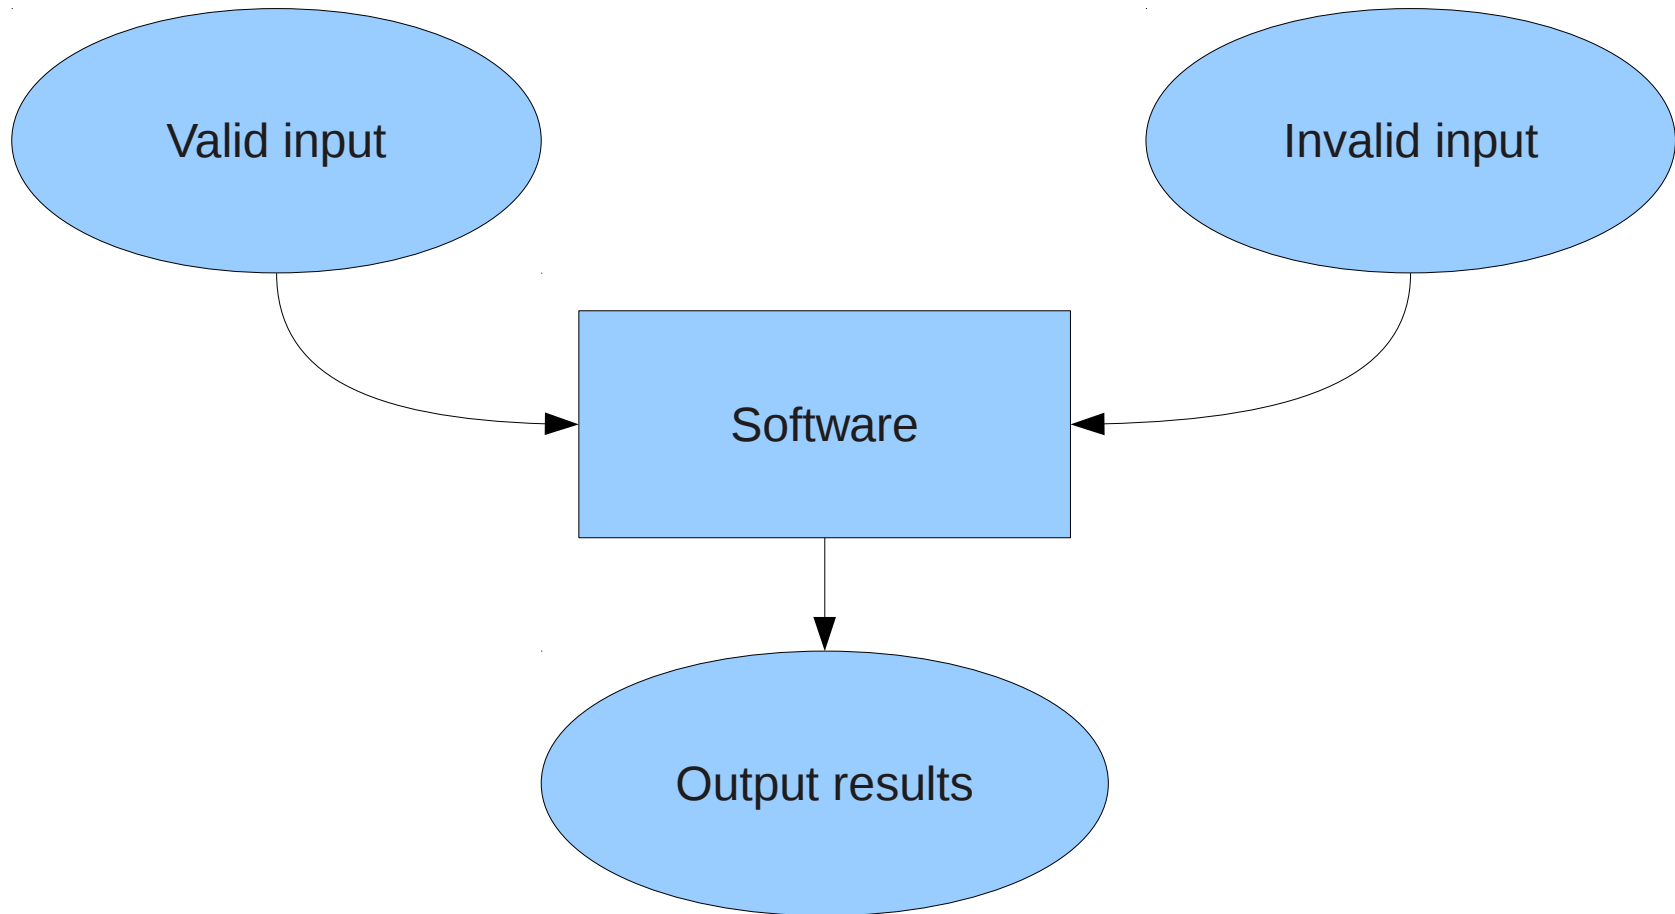 Valid input
Invalid input
Software
Output results